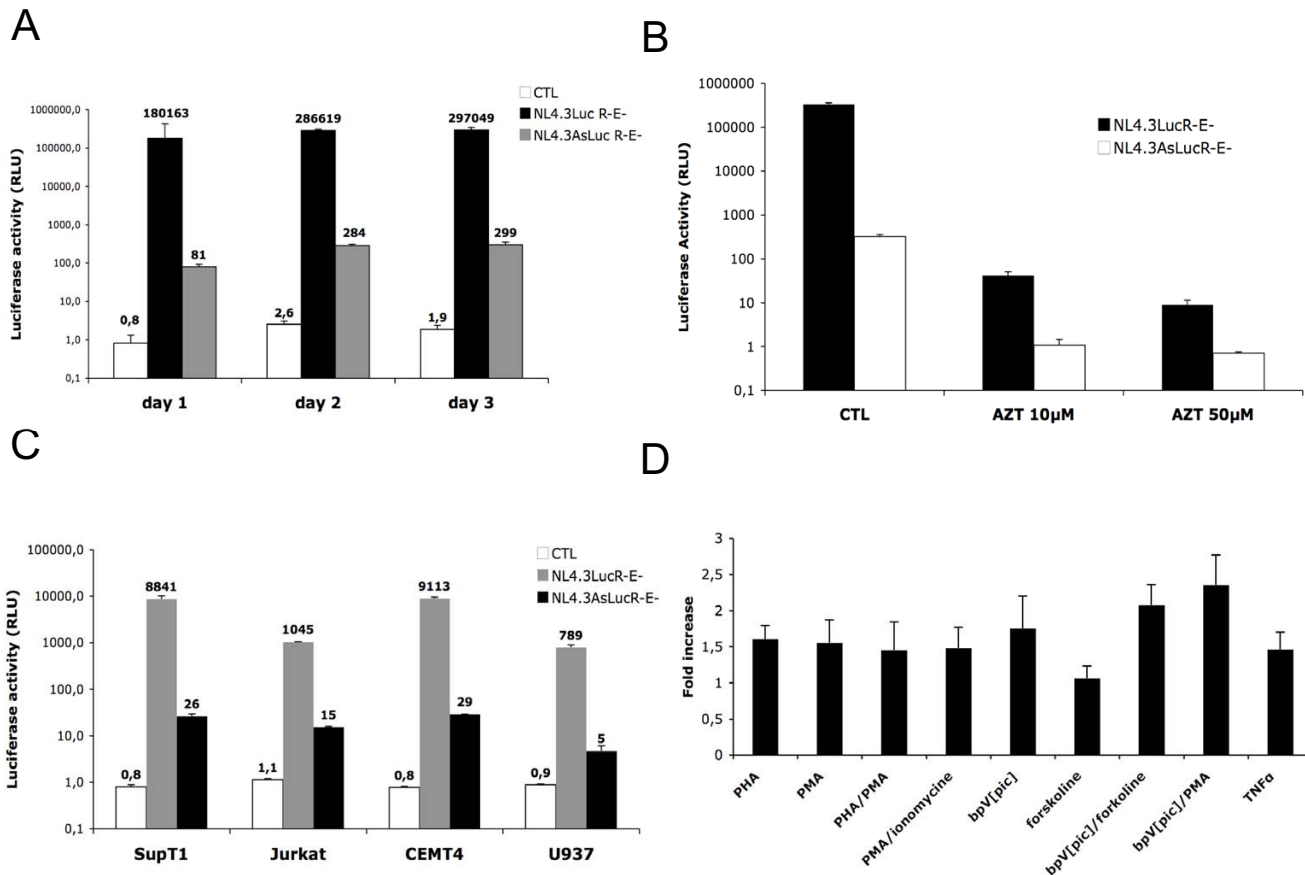 A
CTL
NL4.3Luc R-E-
NL4.3AsLuc R-E-
Luciferase activity (RLU)
1000000,0
100000,0
10000,0
1000,0
100,0
10,0
1,0
0,1
0,8
180163
81
2,6
286619
284
1,9
297049
299
day 1
day 2
day 3
B
NL4.3LucR-E-
NL4.3AsLucR-E-
Luciferase Activity (RLU)
1000000
100000
10000
1000
100
10
1
0,1
CTL
AZT 10µM
AZT 50µM
C
CTL
NL4.3LucR-E-
NL4.3AsLucR-E-
Luciferase activity (RLU)
100000,0
10000,0
1000,0
100,0
10,0
1,0
0,1
0,8
8841
26
1,1
1045
15
0,8
9113
29
0,9
789
5
SupT1
Jurkat
CEMT4
U937
D
Fold increase
3
2,5
2
1,5
1
0,5
0
PHA
PMA
PHA/PMA
PMA/ionomycine
bpV[pic]
forskoline
bpV[pic]/forkoline
bpV[pic]/PMA
TNFα